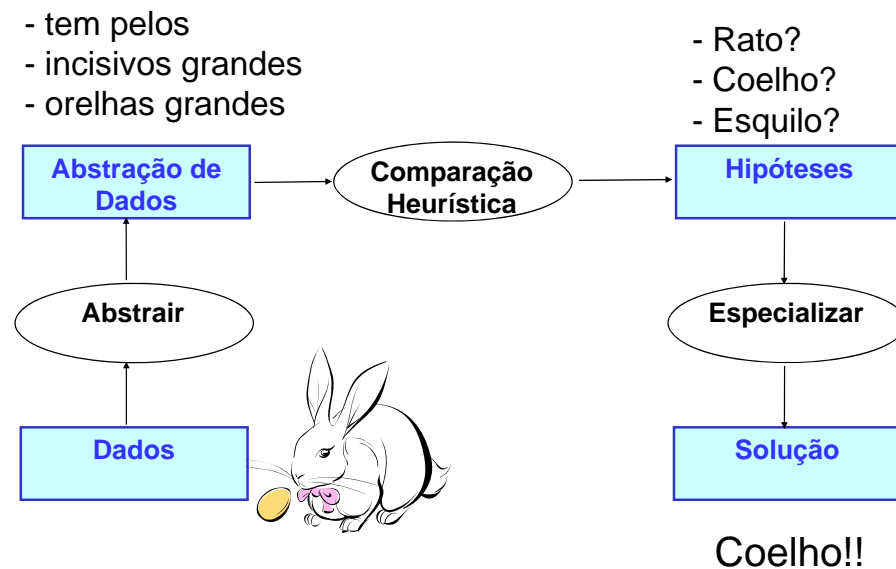 - tem pelos
- incisivos grandes
- orelhas grandes
- Rato?
- Coelho?
- Esquilo?
Abstração de
Dados
Comparação
Heurística
Hipóteses
Abstrair
Especializar
Dados
Solução
Coelho!!